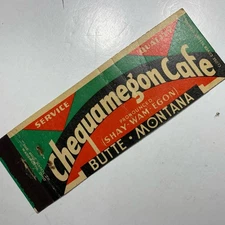 SERVICE
QUALITY
Chequamegon Cafe
PRONOUNCED
(SHAY-WAM-EGON)
BUTTE • MONTANA